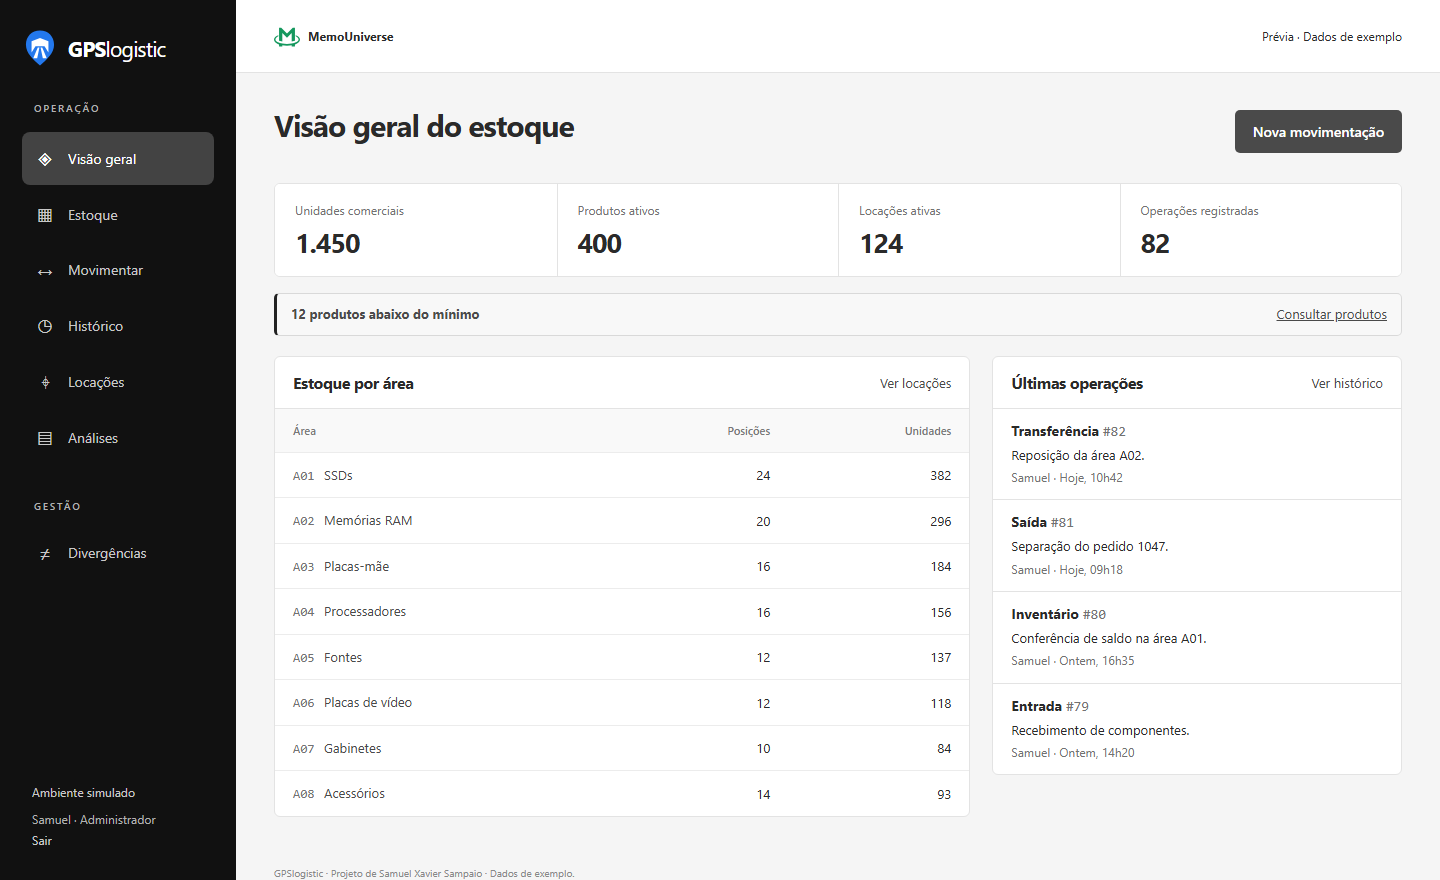 GPSlogistic
OPERAÇÃO
Visão geral
Estoque
Movimentar
Histórico
Locações
Análises
GESTÃO
Divergências
Ambiente simulado
Samuel · Administrador
Sair
MemoUniverse
Prévia · Dados de exemplo
Visão geral do estoque
Nova movimentação
Unidades comerciais
1.450
Produtos ativos
400
Locações ativas
124
Operações registradas
82
12 produtos abaixo do mínimo
Consultar produtos
Estoque por área
Ver locações
Área Posições Unidades
A01 SSDs 24 382
A02 Memórias RAM 20 296
A03 Placas-mãe 16 184
A04 Processadores 16 156
A05 Fontes 12 137
A06 Placas de vídeo 12 118
A07 Gabinetes 10 84
A08 Acessórios 14 93
Últimas operações
Ver histórico
Transferência #82
Reposição da área A02.
Samuel · Hoje, 10h42
Saída #81
Separação do pedido 1047.
Samuel · Hoje, 09h18
Inventário #80
Conferência de saldo na área A01.
Samuel · Ontem, 16h35
Entrada #79
Recebimento de componentes.
Samuel · Ontem, 14h20
GPSlogistic · Projeto de Samuel Xavier Sampaio · Dados de exemplo.